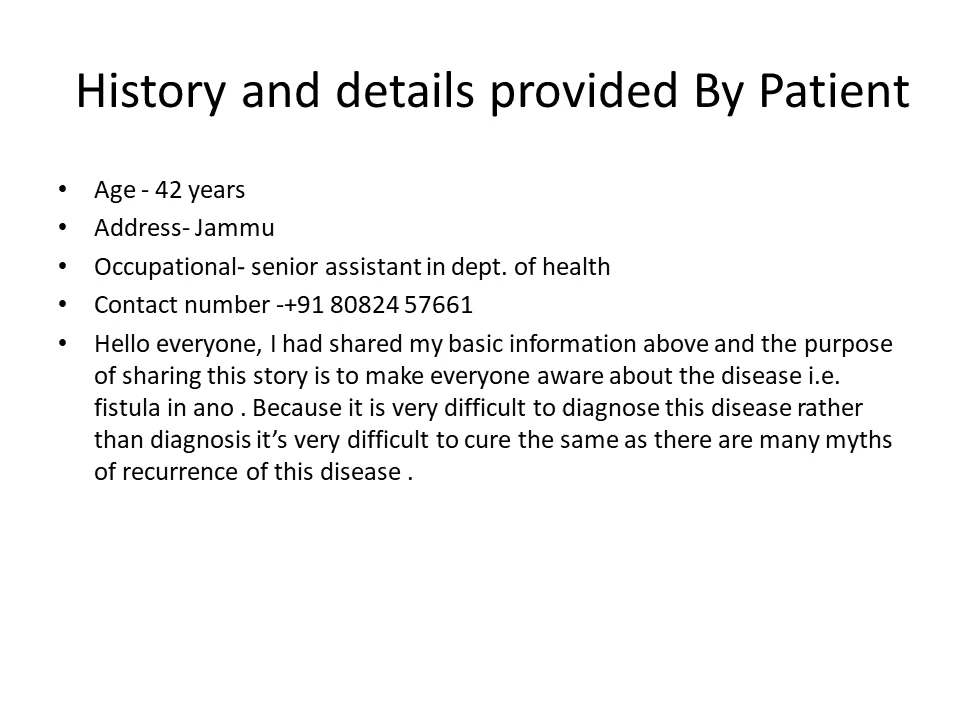 History and details provided By Patient
• Age - 42 years
• Address- Jammu
• Occupational- senior assistant in dept. of health
• Contact number -+91 80824 57661
• Hello everyone, I had shared my basic information above and the purpose
of sharing this story is to make everyone aware about the disease i.e.
fistula in ano . Because it is very difficult to diagnose this disease rather
than diagnosis it’s very difficult to cure the same as there are many myths
of recurrence of this disease .